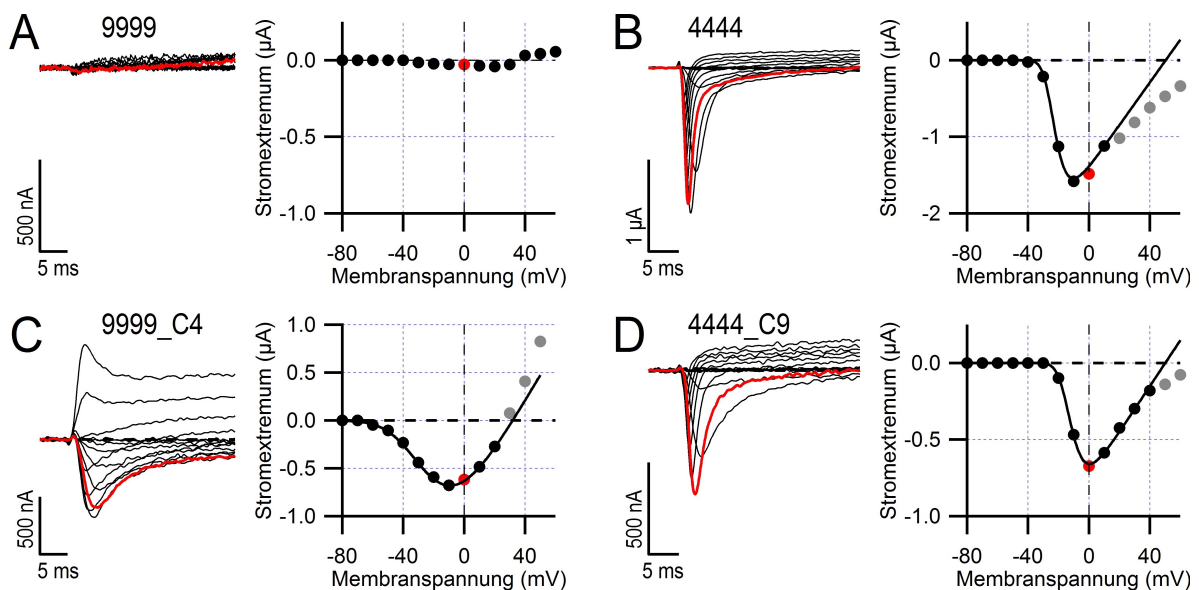 A
9999
500 nA
5 ms
Stromextremum (µA)
0.0
-0.5
-1.0
-80 -40 0 40
Membranspannung (mV)
B
4444
1 µA
5 ms
Stromextremum (µA)
0
-1
-2
-80 -40 0 40
Membranspannung (mV)
C
9999_C4
500 nA
5 ms
Stromextremum (µA)
1.0
0.5
0.0
-0.5
-1.0
-80 -40 0 40
Membranspannung (mV)
D
4444_C9
500 nA
5 ms
Stromextremum (µA)
0.0
-0.5
-1.0
-80 -40 0 40
Membranspannung (mV)